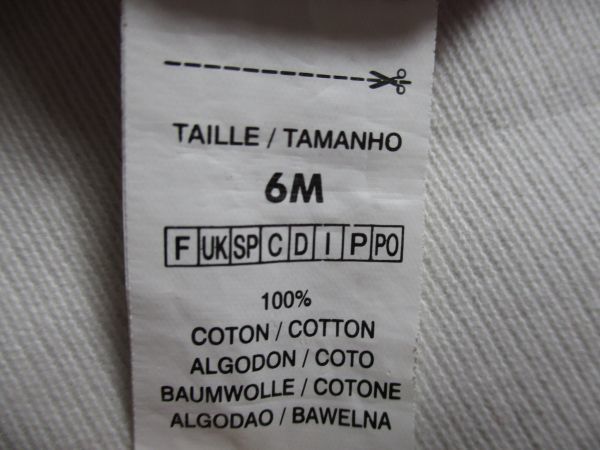 TAILLE / TAMANHO
6M
F UK SP C D I P PO
100%
COTON / COTTON
ALGODON / COTO
BAUMWOLLE / COTONE
ALGODAO / BAWELNA